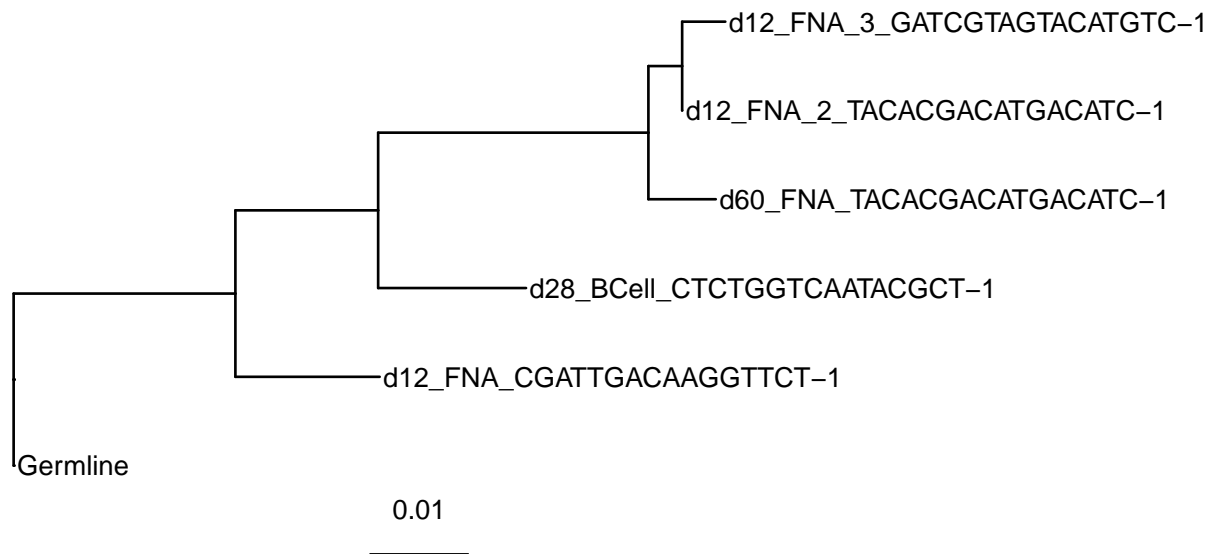 d12_FNA_3_GATCGTAGTACATGTC−1
d12_FNA_2_TACACGACATGACATC−1
d60_FNA_TACACGACATGACATC−1
d28_BCell_CTCTGGTCAATACGCT−1
d12_FNA_CGATTGACAAGGTTCT−1
Germline
0.01